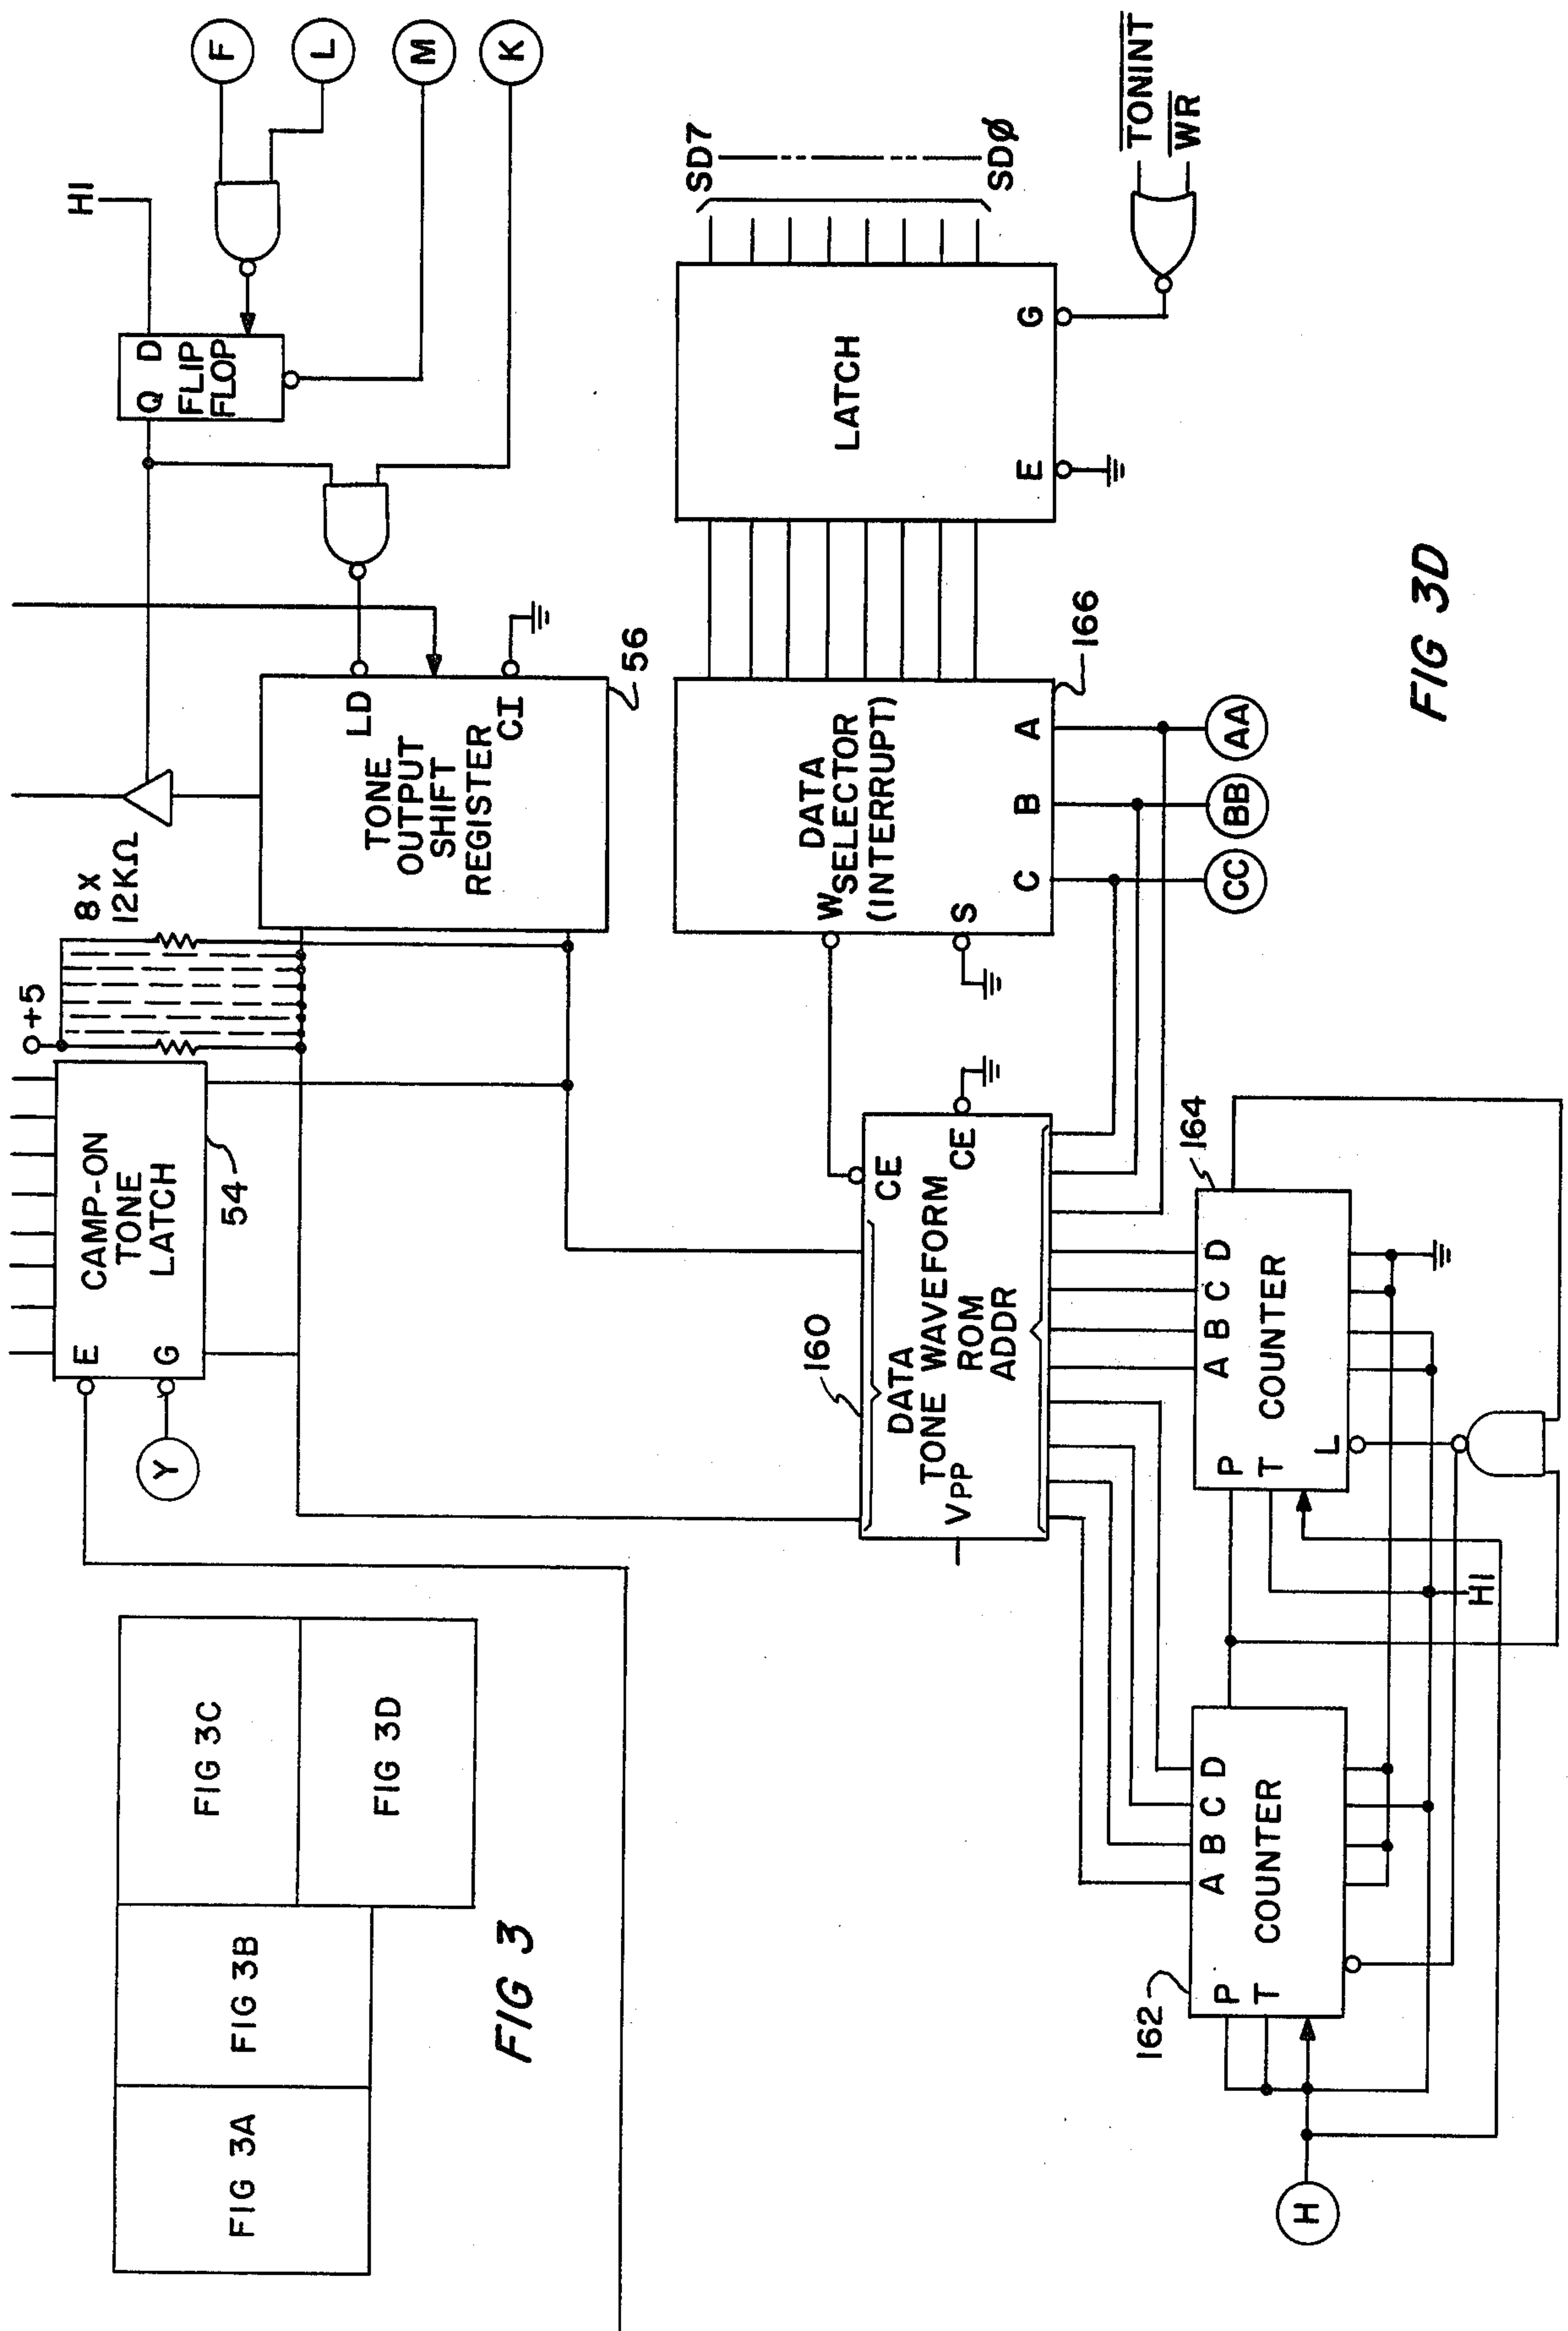 F
L
M
K
HI
Q D
FLIP
FLOP
8 X
12KΩ
+5
LD
TONE
OUTPUT
SHIFT
REGISTER
CI
56
CAMP-ON
TONE
LATCH
E
G
54
Y
SD7
SDØ
LATCH
E
G
TONINT
WR
W
DATA
SELECTOR
(INTERRUPT)
S
C B A
166
AA
BB
CC
160
DATA
TONE WAVEFORM
ROM
ADDR
VPP
CE
CE
164
A B C D
COUNTER
P
T
L
HI
162
A B C D
COUNTER
P
T
H
FIG 3A
FIG 3B
FIG 3C
FIG 3D
FIG 3
FIG 3D